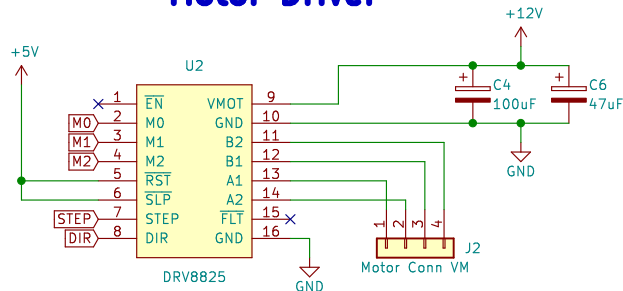 Motor Driver
+12V
+5V
U2
C4
100uF
C6
47uF
1 EN VMOT 9
M0 2 M0 GND 10
M1 3 M1 B2 11
M2 4 M2 B1 12
5 RST A1 13
6 SLP A2 14
STEP 7 STEP FLT 15
DIR 8 DIR GND 16
GND
1 2 3 4
J2
Motor Conn VM
DRV8825
GND